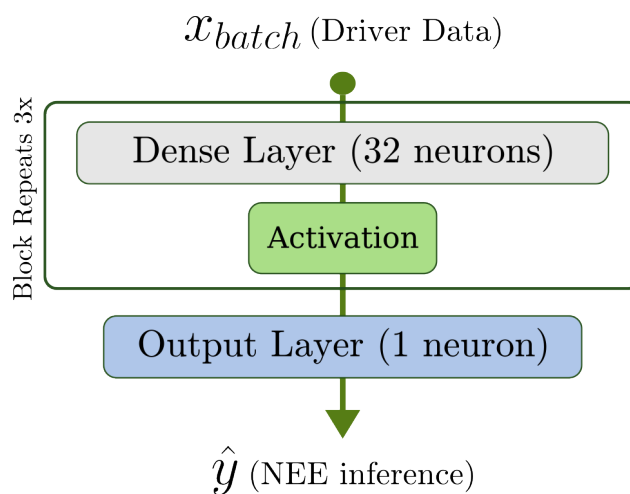 x_batch (Driver Data)
Block Repeats 3x
Dense Layer (32 neurons)
Activation
Output Layer (1 neuron)
ŷ (NEE inference)